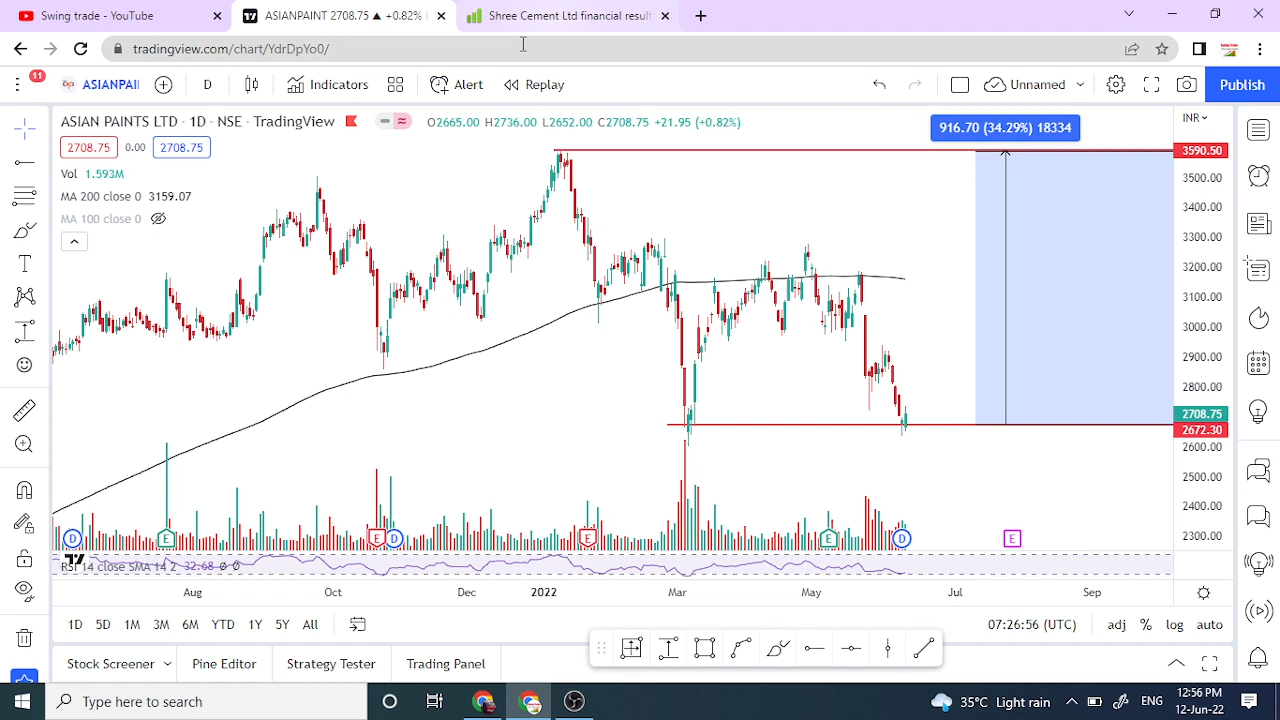 Swing trade - YouTube
ASIANPAINT 2708.75 ▲ +0.82% U
Shree Cement Ltd financial result
tradingview.com/chart/YdrDpYo0/
11
ASIANPAI
D
Indicators
Alert
Replay
Unnamed
Publish
ASIAN PAINTS LTD · 1D · NSE · TradingView
O2665.00 H2736.00 L2652.00 C2708.75 +21.95 (+0.82%)
916.70 (34.29%) 18334
INR
2708.75 0.00 2708.75
Vol 1.593M
MA 200 close 0 3159.07
MA 100 close 0
3590.50
3500.00
3400.00
3300.00
3200.00
3100.00
3000.00
2900.00
2800.00
2708.75
2672.30
2600.00
2500.00
2400.00
2300.00
D E E D E E D E
RSI 14 close SMA 14 2 32.68 0 0
Aug Oct Dec 2022 Mar May Jul Sep
1D 5D 1M 3M 6M YTD 1Y 5Y All
07:26:56 (UTC) adj % log auto
Stock Screener Pine Editor Strategy Tester Trading Panel
Type here to search
35°C Light rain
ENG
12:56 PM
12-Jun-22